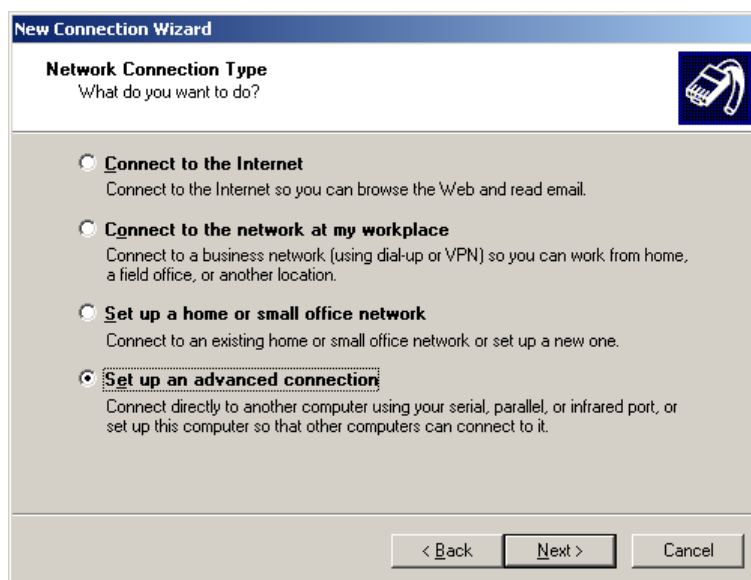 New Connection Wizard
Network Connection Type
What do you want to do?
Connect to the Internet
Connect to the Internet so you can browse the Web and read email.
Connect to the network at my workplace
Connect to a business network (using dial-up or VPN) so you can work from home,
a field office, or another location.
Set up a home or small office network
Connect to an existing home or small office network or set up a new one.
Set up an advanced connection
Connect directly to another computer using your serial, parallel, or infrared port, or
set up this computer so that other computers can connect to it.
< Back Next > Cancel